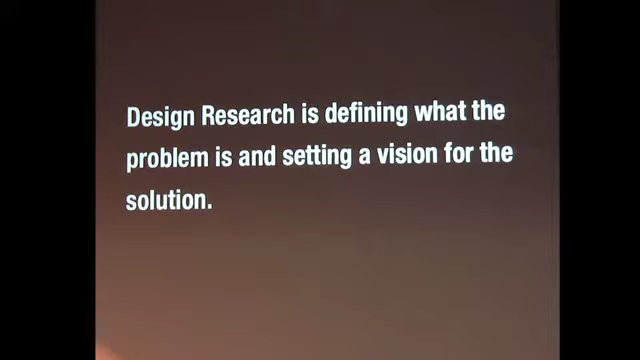 Design Research is defining what the
problem is and setting a vision for the
solution.